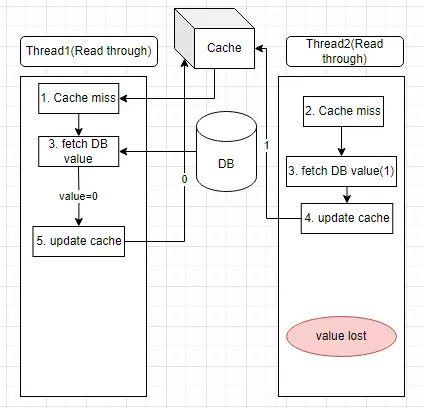 Thread1(Read through)
Cache
Thread2(Read
through)
1. Cache miss
2. Cache miss
3. fetch DB
value
DB
1
3. fetch DB value(1)
value=0
0
4. update cache
5. update cache
value lost